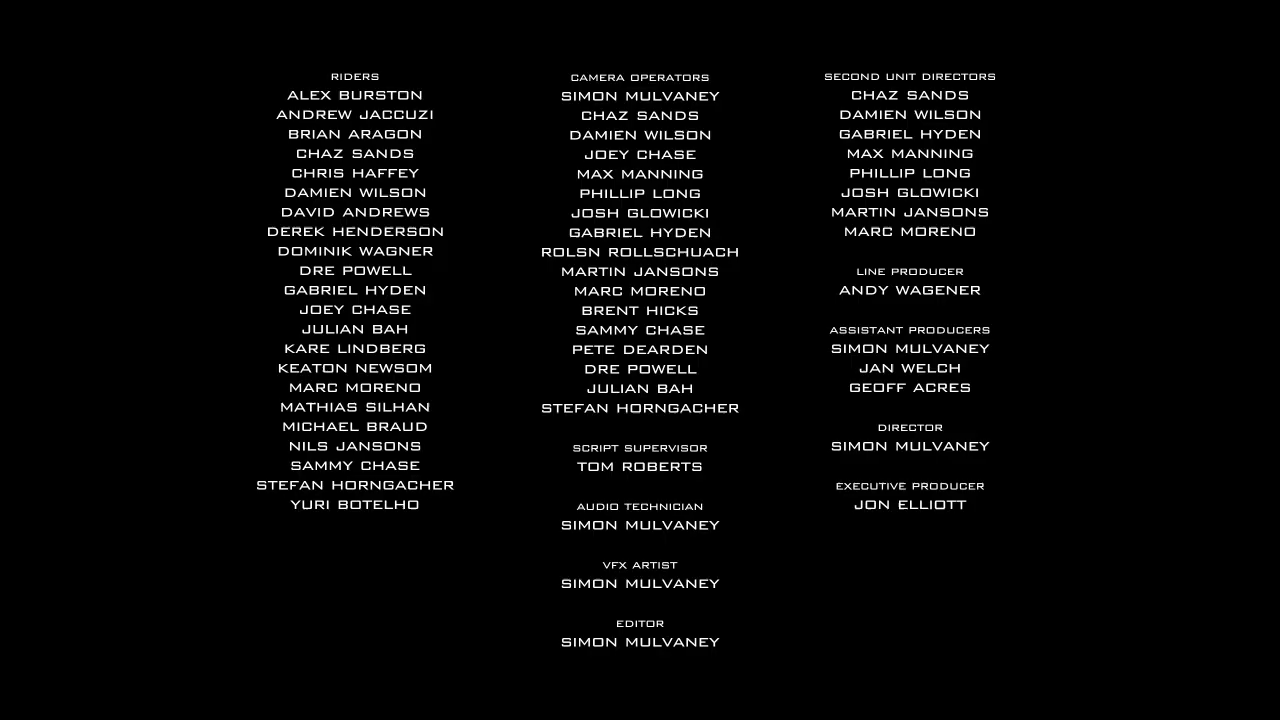 RIDERS
ALEX BURSTON
ANDREW JACCUZI
BRIAN ARAGON
CHAZ SANDS
CHRIS HAFFEY
DAMIEN WILSON
DAVID ANDREWS
DEREK HENDERSON
DOMINIK WAGNER
DRE POWELL
GABRIEL HYDEN
JOEY CHASE
JULIAN BAH
KARE LINDBERG
KEATON NEWSOM
MARC MORENO
MATHIAS SILHAN
MICHAEL BRAUD
NILS JANSONS
SAMMY CHASE
STEFAN HORNGACHER
YURI BOTELHO
CAMERA OPERATORS
SIMON MULVANEY
CHAZ SANDS
DAMIEN WILSON
JOEY CHASE
MAX MANNING
PHILLIP LONG
JOSH GLOWICKI
GABRIEL HYDEN
ROLSN ROLLSCHUACH
MARTIN JANSONS
MARC MORENO
BRENT HICKS
SAMMY CHASE
PETE DEARDEN
DRE POWELL
JULIAN BAH
STEFAN HORNGACHER
SCRIPT SUPERVISOR
TOM ROBERTS
AUDIO TECHNICIAN
SIMON MULVANEY
VFX ARTIST
SIMON MULVANEY
EDITOR
SIMON MULVANEY
SECOND UNIT DIRECTORS
CHAZ SANDS
DAMIEN WILSON
GABRIEL HYDEN
MAX MANNING
PHILLIP LONG
JOSH GLOWICKI
MARTIN JANSONS
MARC MORENO
LINE PRODUCER
ANDY WAGENER
ASSISTANT PRODUCERS
SIMON MULVANEY
JAN WELCH
GEOFF ACRES
DIRECTOR
SIMON MULVANEY
EXECUTIVE PRODUCER
JON ELLIOTT